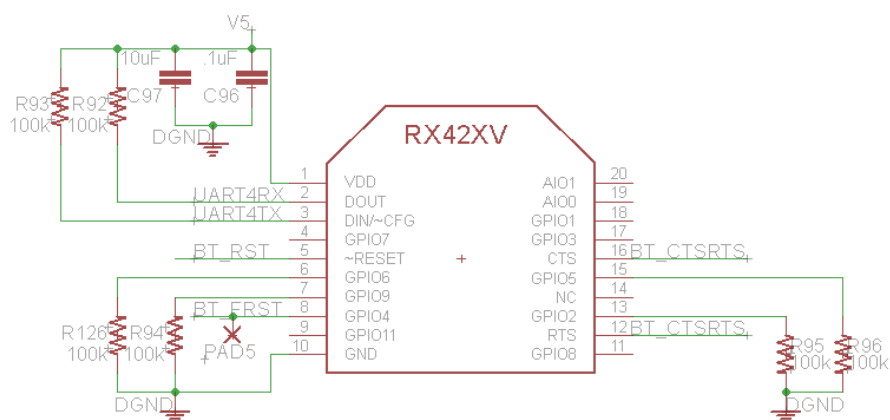 V5
10uF .1uF
R93 R92 C97 C96
100k 100k
DGND
RX42XV
1 VDD AIO1 20
UART4RX 2 DOUT AIO0 19
UART4TX 3 DIN/~CFG GPIO1 18
4 GPIO7 GPIO3 17
BT_RST 5 ~RESET CTS 16 BT_CTSRTS
6 GPIO6 GPIO5 15
7 GPIO9 NC 14
BT_FRST 8 GPIO4 GPIO2 13
R126 R94 9 GPIO11 RTS 12 BT_CTSRTS
100k 100k PAD5 10 GND GPIO8 11
R95 R96
100k 100k
DGND DGND